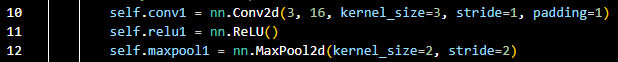 10 self.conv1 = nn.Conv2d(3, 16, kernel_size=3, stride=1, padding=1)
11 self.relu1 = nn.ReLU()
12 self.maxpool1 = nn.MaxPool2d(kernel_size=2, stride=2)